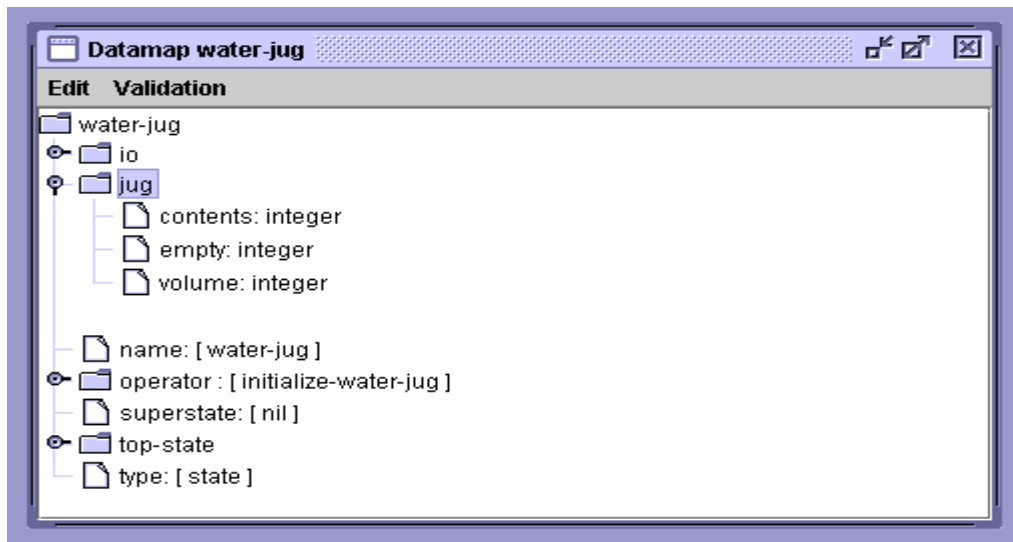 Datamap water-jug
Edit Validation
water-jug
io
jug
contents: integer
empty: integer
volume: integer
name: [ water-jug ]
operator : [ initialize-water-jug ]
superstate: [ nil ]
top-state
type: [ state ]